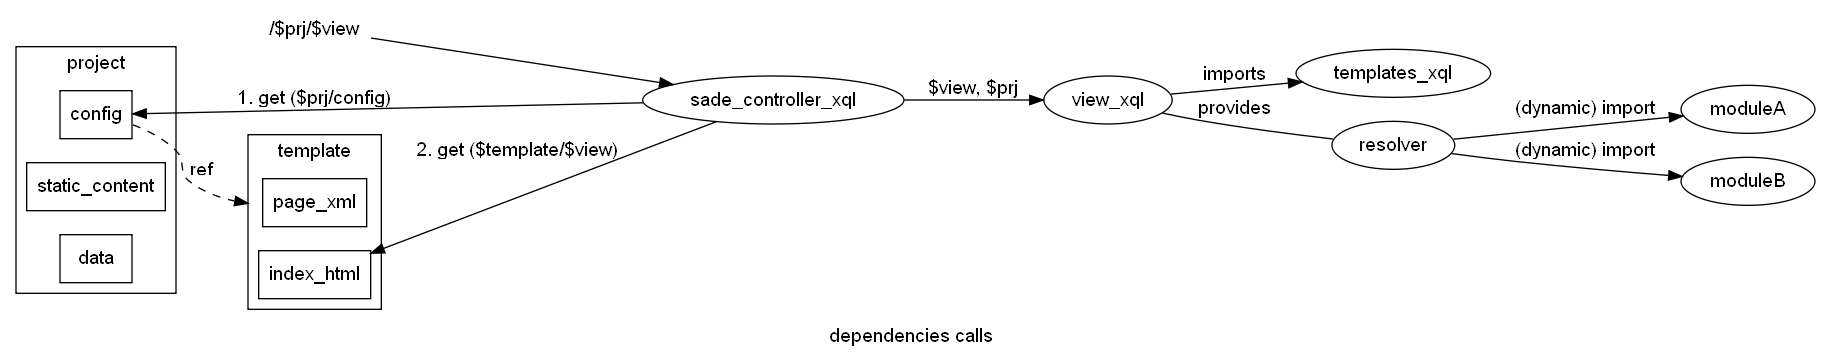 /$prj/$view
project
config
static_content
data
1. get ($prj/config)
ref
template
page_xml
index_html
2. get ($template/$view)
sade_controller_xql
$view, $prj
view_xql
imports
provides
templates_xql
resolver
(dynamic) import
(dynamic) import
moduleA
moduleB
dependencies calls